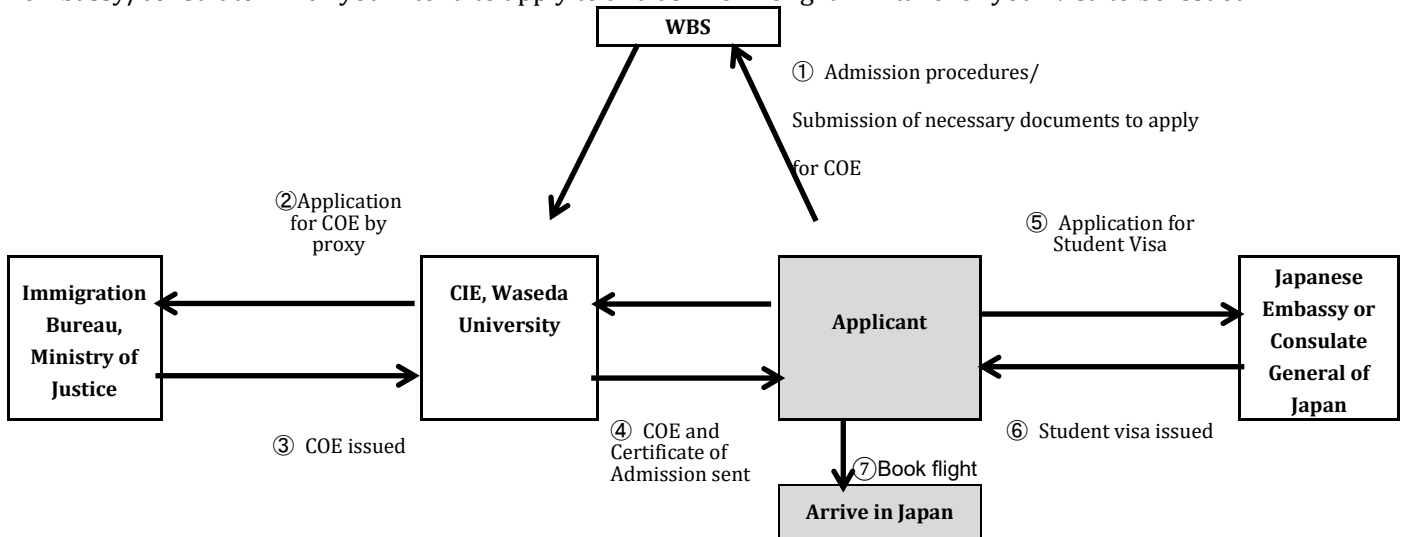 WBS
① Admission procedures/
Submission of necessary documents to apply
for COE
②Application
for COE by
proxy
⑤ Application for
Student Visa
Immigration
Bureau,
Ministry of
Justice
CIE, Waseda
University
Applicant
Japanese
Embassy or
Consulate
General of
Japan
③ COE issued
④ COE and
Certificate of
Admission sent
⑥ Student visa issued
⑦Book flight
Arrive in Japan